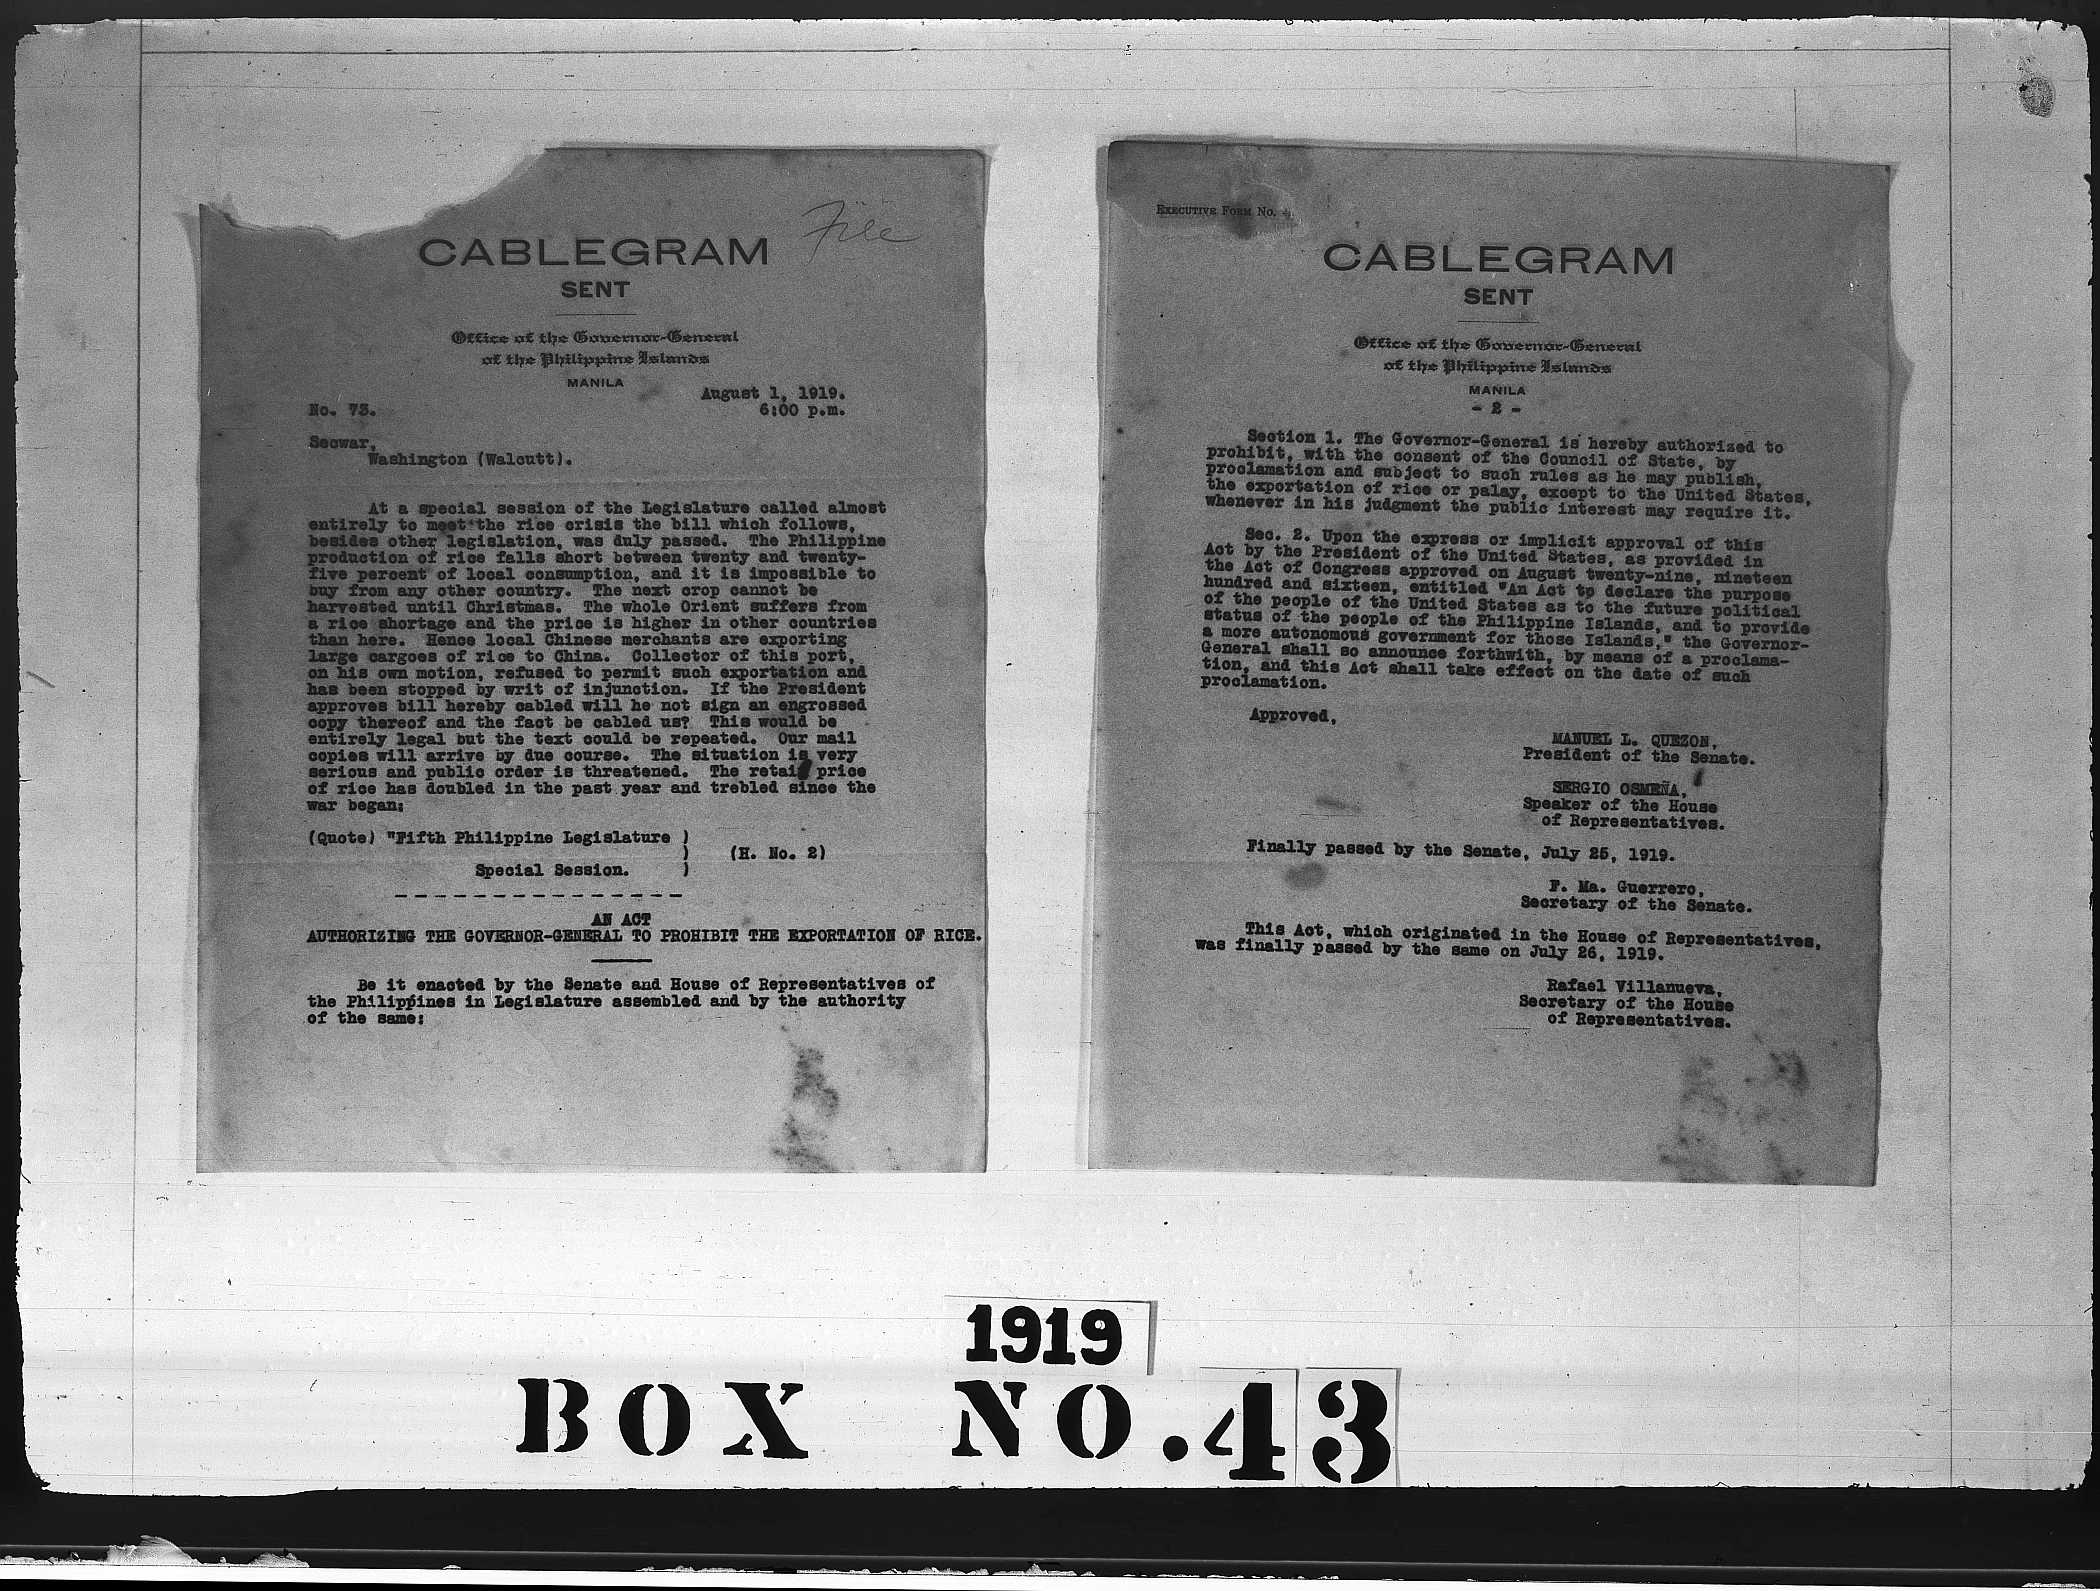 File
CABLEGRAM
SENT
Office of the Governor-General
of the Philippine Islands
MANILA
August 1, 1919.
No. 73.
6:00 p.m.
Secwar,
Washington (Walcutt).
At a special session of the Legislature called almost
entirely to meet the rice crisis the bill which follows,
besides other legislation, was duly passed. The Philippine
production of rice falls short between twenty and twenty-
five percent of local consumption, and it is impossible to
buy from any other country. The next crop cannot be
harvested until Christmas. The whole Orient suffers from
a rice shortage and the price is higher in other countries
than here. Hence local Chinese merchants are exporting
large cargoes of rice to China. Collector of this port,
on his own motion, refused to permit such exportation and
has been stopped by writ of injunction. If the President
approves bill hereby cabled will he not sign an engrossed
copy thereof and the fact be cabled us? This would be
entirely legal but the text could be repeated. Our mail
copies will arrive by due course. The situation is very
serious and public order is threatened. The retail price
of rice has doubled in the past year and trebled since the
war began:
(Quote) "Fifth Philippine Legislature )
) (H. No. 2)
Special Session. )
- - - - - - - - - - - - - - - - -
AN ACT
AUTHORIZING THE GOVERNOR-GENERAL TO PROHIBIT THE EXPORTATION OF RICE.
Be it enacted by the Senate and House of Representatives of
the Philippines in Legislature assembled and by the authority
of the same:
EXECUTIVE FORM NO. 4
CABLEGRAM
SENT
Office of the Governor-General
of the Philippine Islands
MANILA
- 2 -
Section 1. The Governor-General is hereby authorized to
prohibit, with the consent of the Council of State, by
proclamation and subject to such rules as he may publish,
the exportation of rice or palay, except to the United States,
whenever in his judgment the public interest may require it.
Sec. 2. Upon the express or implicit approval of this
Act by the President of the United States, as provided in
the Act of Congress approved on August twenty-nine, nineteen
hundred and sixteen, entitled "An Act to declare the purpose
of the people of the United States as to the future political
status of the people of the Philippine Islands, and to provide
a more autonomous government for those Islands," the Governor-
General shall so announce forthwith, by means of a proclama-
tion, and this Act shall take effect on the date of such
proclamation.
Approved,
MANUEL L. QUEZON,
President of the Senate.
SERGIO OSMEÑA,
Speaker of the House
of Representatives.
Finally passed by the Senate, July 25, 1919.
F. Ma. Guerrero,
Secretary of the Senate.
This Act, which originated in the House of Representatives,
was finally passed by the same on July 26, 1919.
Rafael Villanueva,
Secretary of the House
of Representatives.
1919
BOX NO. 43